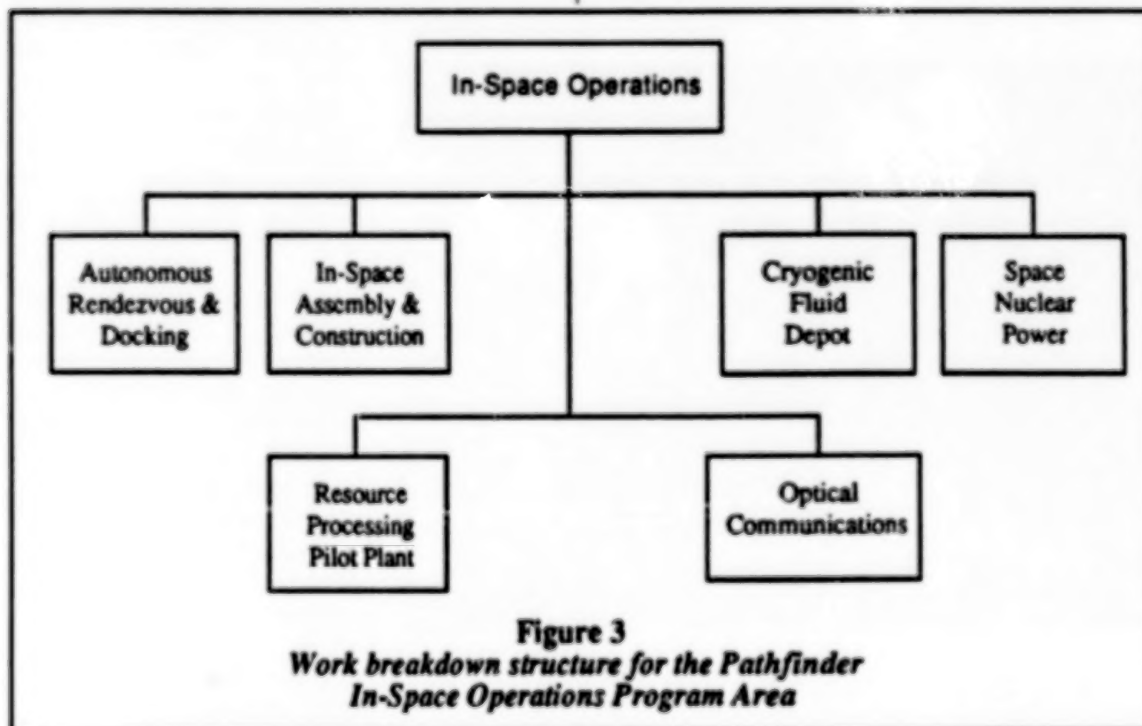 In-Space Operations
Autonomous
Rendezvous &
Docking
In-Space
Assembly &
Construction
Cryogenic
Fluid
Depot
Space
Nuclear
Power
Resource
Processing
Pilot Plant
Optical
Communications
Figure 3
Work breakdown structure for the Pathfinder
In-Space Operations Program Area